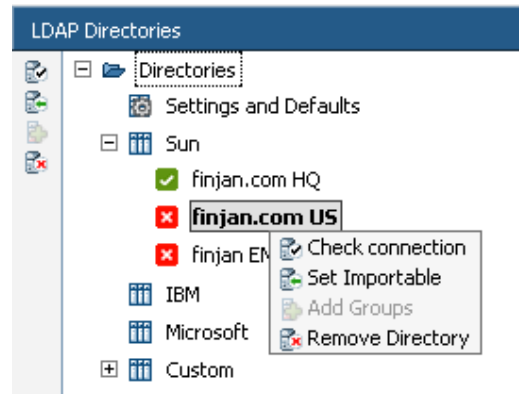 LDAP Directories
Directories
Settings and Defaults
Sun
finjan.com HQ
finjan.com US
Check connection
finjan
Set Importable
IBM
Add Groups
Microsoft
Remove Directory
Custom